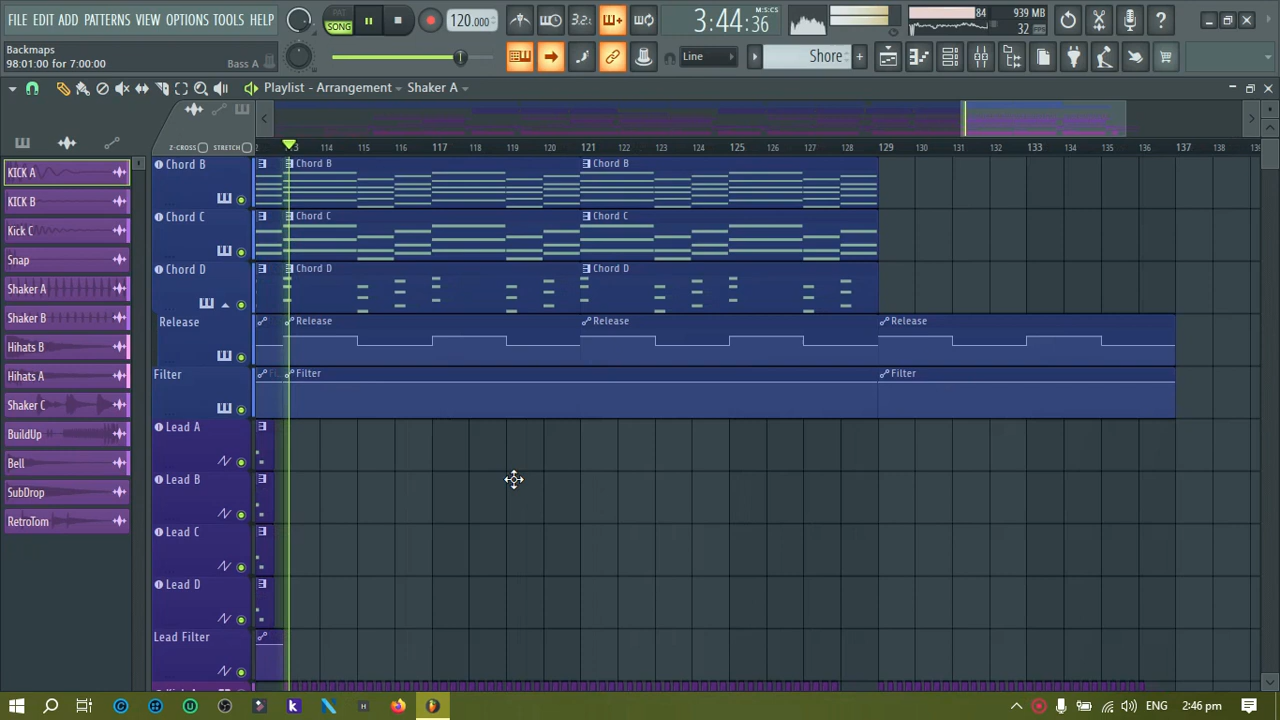 FILE EDIT ADD PATTERNS VIEW OPTIONS TOOLS HELP
PAT
SONG
120.000
3:44:36
M:S:CS
84
939 MB
32
Backmaps
98:01:00 for 7:00:00
Bass A
Line
Shore
Playlist - Arrangement
Shaker A
Z-CROSS
STRETCH
113 114 115 116 117 118 119 120 121 122 123 124 125 126 127 128 129 130 131 132 133 134 135 136 137 138
KICK A
KICK B
Kick C
Snap
Shaker A
Shaker B
Hihats B
Hihats A
Shaker C
BuildUp
Bell
SubDrop
RetroTom
Chord B
Chord B
Chord B
Chord C
Chord C
Chord C
Chord D
Chord D
Chord D
Release
Release
Release
Release
Filter
Filter
Filter
Lead A
Lead B
Lead C
Lead D
Lead Filter
ENG
2:46 pm